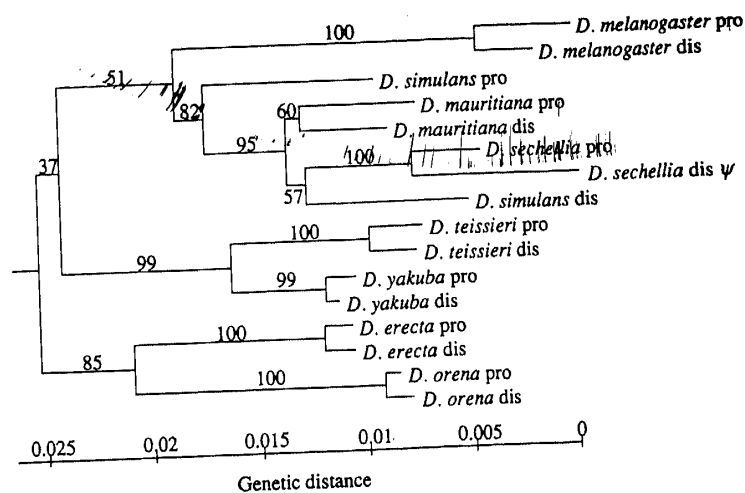 100
D. melanogaster pro
D. melanogaster dis
51
D. simulans pro
82
60
D. mauritiana pro
D. mauritiana dis
95
100
D. sechellia pro
D. sechellia dis ψ
37
57
D. simulans dis
100
D. teissieri pro
D. teissieri dis
99
99
D. yakuba pro
D. yakuba dis
100
D. erecta pro
D. erecta dis
85
100
D. orena pro
D. orena dis
0.025 0,02 0.015 0,01 0.005 0
Genetic distance